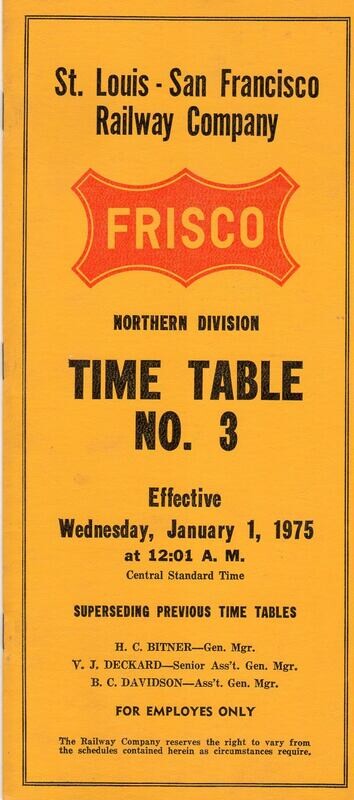 St. Louis - San Francisco
Railway Company
FRISCO
NORTHERN DIVISION
TIME TABLE
NO. 3
Effective
Wednesday, January 1, 1975
at 12:01 A. M.
Central Standard Time
SUPERSEDING PREVIOUS TIME TABLES
H. C. BITNER—Gen. Mgr.
V. J. DECKARD—Senior Ass't. Gen. Mgr.
B. C. DAVIDSON—Ass't. Gen. Mgr.
FOR EMPLOYES ONLY
The Railway Company reserves the right to vary from
the schedules contained herein as circumstances require.